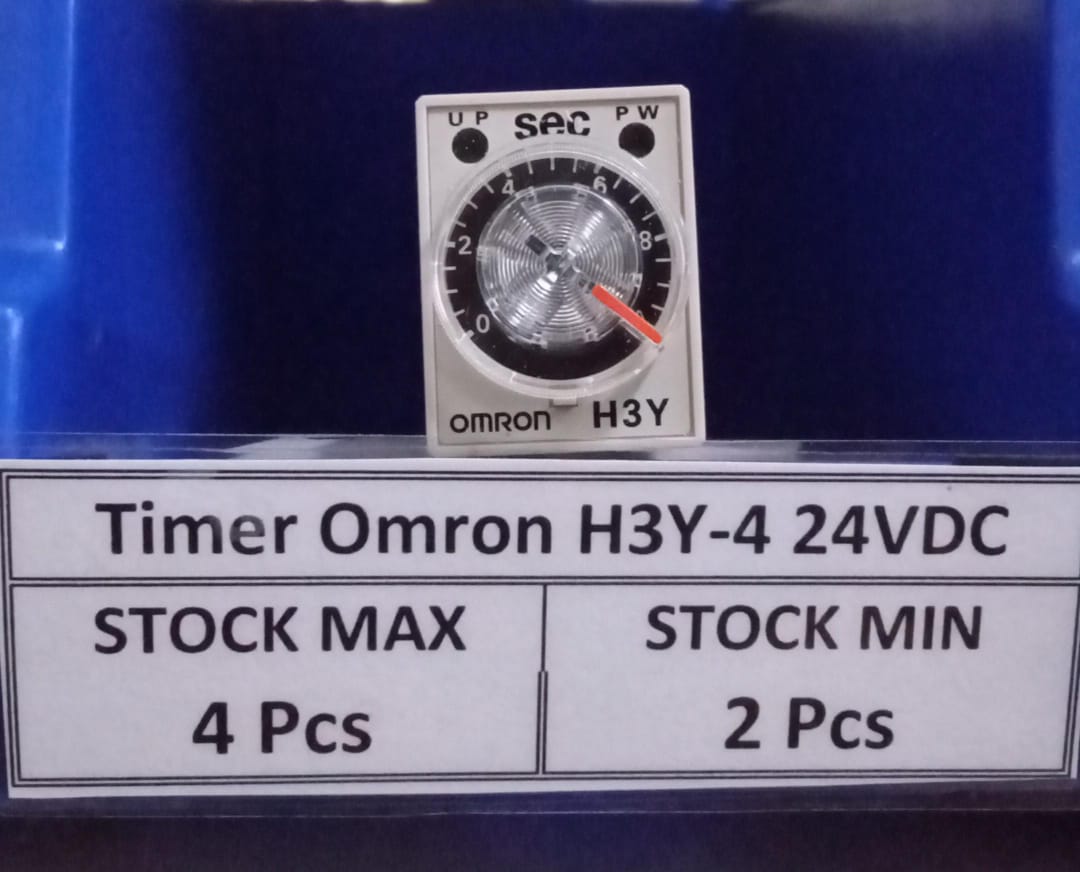 UP sec PW
4 6
2 8
0
OMRON H3Y
Timer Omron H3Y-4 24VDC
STOCK MAX STOCK MIN
4 Pcs 2 Pcs